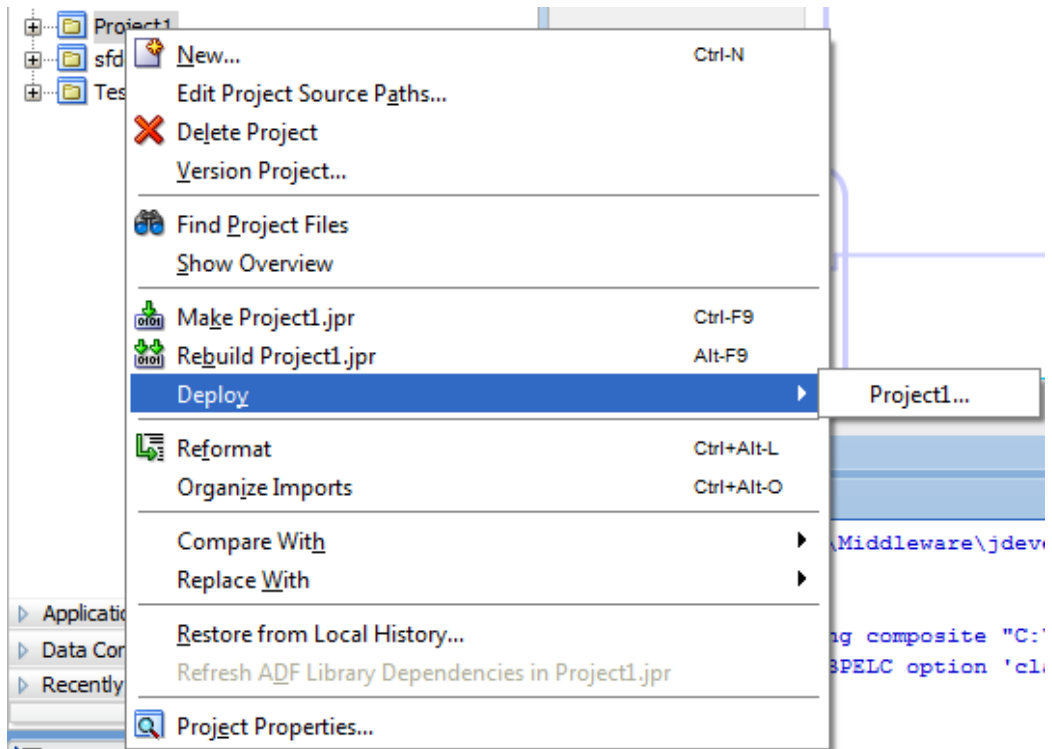 Project1
sfd
Tes
New... Ctrl-N
Edit Project Source Paths...
Delete Project
Version Project...
Find Project Files
Show Overview
Make Project1.jpr Ctrl-F9
Rebuild Project1.jpr Alt-F9
Deploy Project1...
Reformat Ctrl+Alt-L
Organize Imports Ctrl+Alt-O
Compare With
Replace With
Restore from Local History...
Refresh ADF Library Dependencies in Project1.jpr
Project Properties...
Applicatio
Data Con
Recently
\Middleware\jdev
ng composite "C:\
BPELC option 'cla